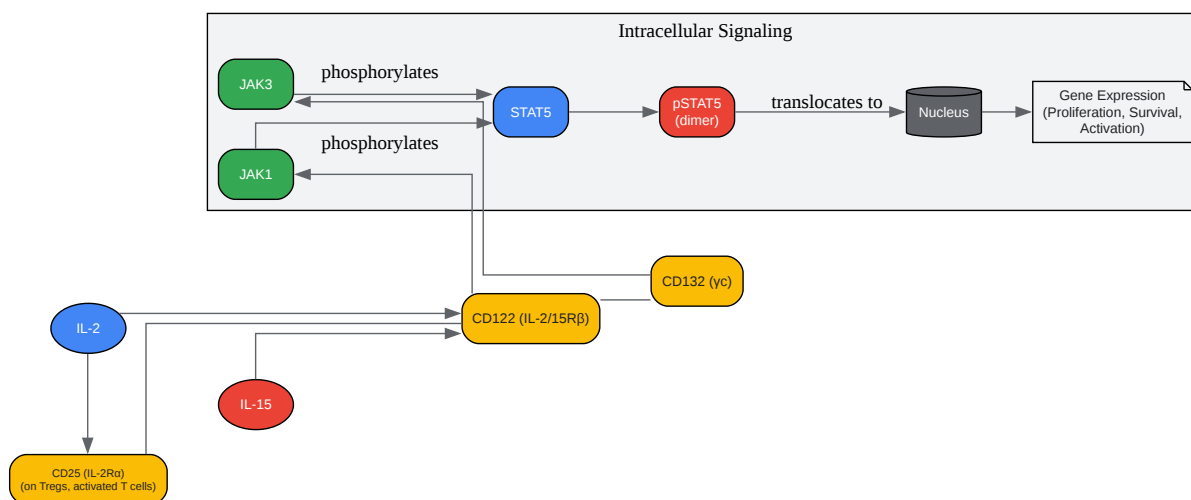 Intracellular Signaling
JAK3
phosphorylates
STAT5
pSTAT5
(dimer)
translocates to
Nucleus
Gene Expression
(Proliferation, Survival,
Activation)
phosphorylates
JAK1
CD132 (γc)
IL-2
CD122 (IL-2/15Rβ)
IL-15
CD25 (IL-2Rα)
(on Tregs, activated T cells)